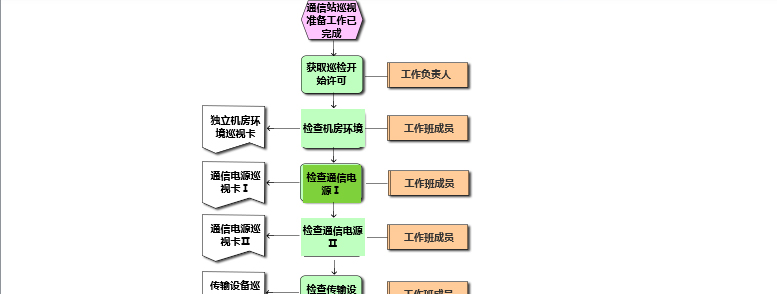 通信站巡视
准备工作已
完成
获取巡检开
始许可
工作负责人
独立机房环
境巡视卡
检查机房环境
工作班成员
通信电源巡
视卡Ⅰ
检查通信电
源Ⅰ
工作班成员
通信电源巡
视卡Ⅱ
检查通信电源
Ⅱ
工作班成员
传输设备巡
检查传输设
工作班成员